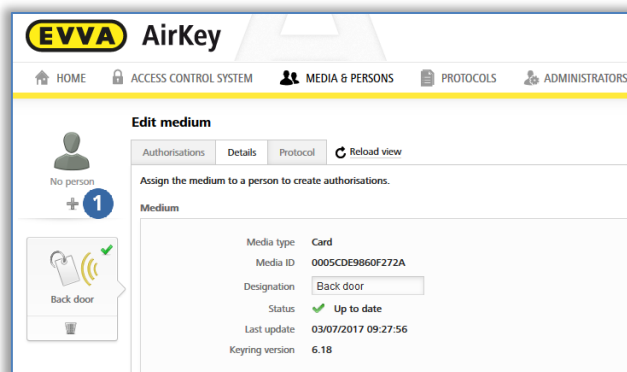 EVVA AirKey
HOME ACCESS CONTROL SYSTEM MEDIA & PERSONS PROTOCOLS ADMINISTRATORS
Edit medium
Authorisations Details Protocol Reload view
No person
1
Assign the medium to a person to create authorisations.
Medium
Media type Card
Media ID 0005CDE9860F272A
Designation Back door
Status Up to date
Last update 03/07/2017 09:27:56
Keyring version 6.18
Back door